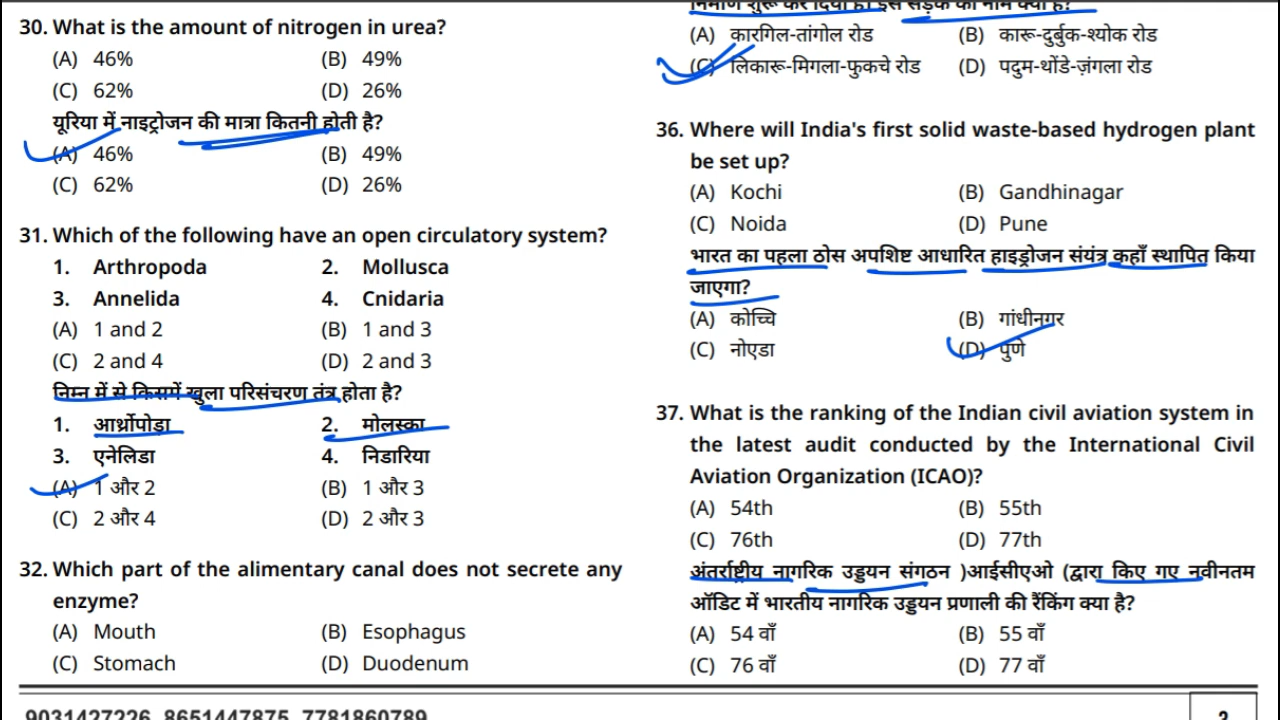 30. What is the amount of nitrogen in urea?
(A) 46% (B) 49%
(C) 62% (D) 26%
यूरिया में नाइट्रोजन की मात्रा कितनी होती है?
(A) 46% (B) 49%
(C) 62% (D) 26%
31. Which of the following have an open circulatory system?
1. Arthropoda 2. Mollusca
3. Annelida 4. Cnidaria
(A) 1 and 2 (B) 1 and 3
(C) 2 and 4 (D) 2 and 3
निम्न में से किसमें खुला परिसंचरण तंत्र होता है?
1. आर्थ्रोपोडा 2. मोलस्का
3. एनेलिडा 4. निडारिया
(A) 1 और 2 (B) 1 और 3
(C) 2 और 4 (D) 2 और 3
32. Which part of the alimentary canal does not secrete any
enzyme?
(A) Mouth (B) Esophagus
(C) Stomach (D) Duodenum
निर्माण शुरू कर दिया है। इस सड़क का नाम क्या है?
(A) कारगिल-तांगोल रोड (B) कारू-दुर्बुक-श्योक रोड
(C) लिकारू-मिगला-फुकचे रोड (D) पदुम-थोंडे-ज़ंगला रोड
36. Where will India's first solid waste-based hydrogen plant
be set up?
(A) Kochi (B) Gandhinagar
(C) Noida (D) Pune
भारत का पहला ठोस अपशिष्ट आधारित हाइड्रोजन संयंत्र कहाँ स्थापित किया
जाएगा?
(A) कोच्चि (B) गांधीनगर
(C) नोएडा (D) पुणे
37. What is the ranking of the Indian civil aviation system in
the latest audit conducted by the International Civil
Aviation Organization (ICAO)?
(A) 54th (B) 55th
(C) 76th (D) 77th
अंतर्राष्ट्रीय नागरिक उड्डयन संगठन )आईसीएओ (द्वारा किए गए नवीनतम
ऑडिट में भारतीय नागरिक उड्डयन प्रणाली की रैंकिंग क्या है?
(A) 54 वाँ (B) 55 वाँ
(C) 76 वाँ (D) 77 वाँ
9031427226, 8651447875, 7781860789
3